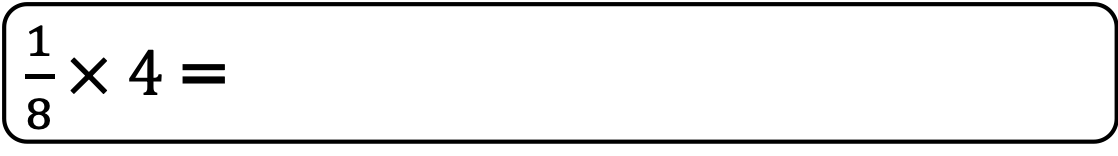 1/8 × 4 =